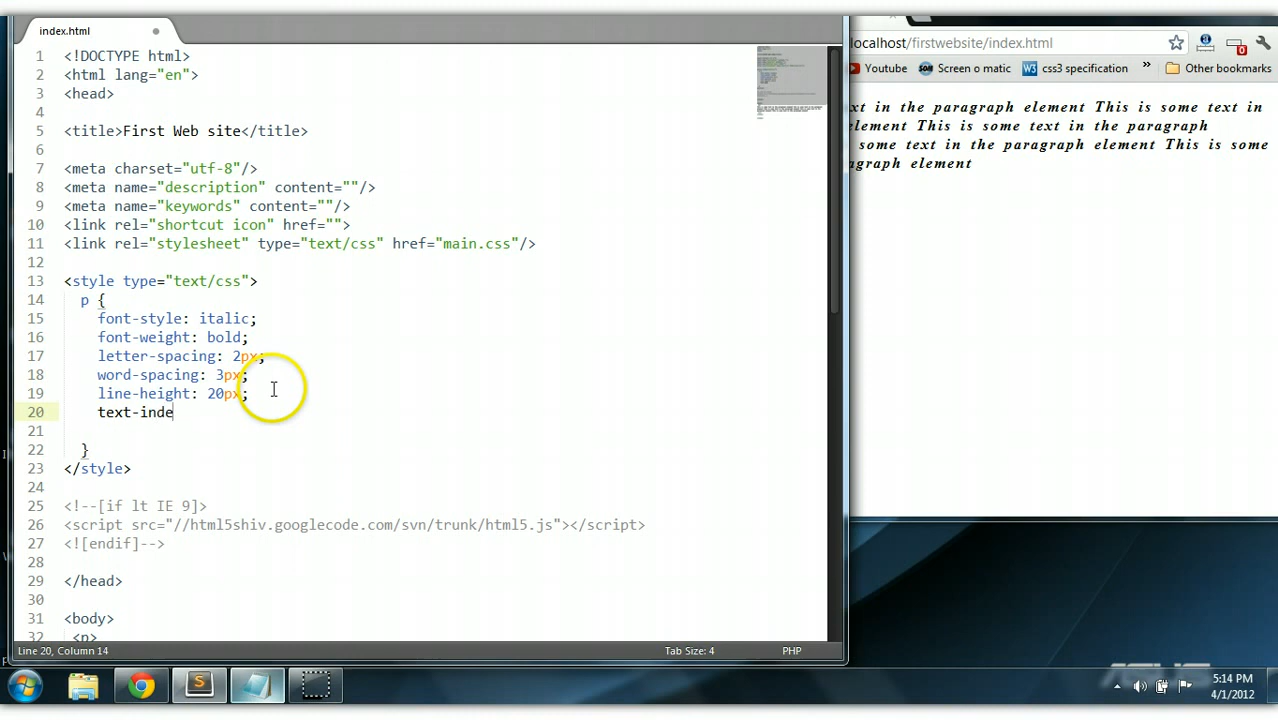 index.html
1 <!DOCTYPE html>
2 <html lang="en">
3 <head>
4
5 <title>First Web site</title>
6
7 <meta charset="utf-8"/>
8 <meta name="description" content=""/>
9 <meta name="keywords" content=""/>
10 <link rel="shortcut icon" href="">
11 <link rel="stylesheet" type="text/css" href="main.css"/>
12
13 <style type="text/css">
14 p {
15 font-style: italic;
16 font-weight: bold;
17 letter-spacing: 2px;
18 word-spacing: 3px;
19 line-height: 20px;
20 text-inde
21
22 }
23 </style>
24
25 <!--[if lt IE 9]>
26 <script src="//html5shiv.googlecode.com/svn/trunk/html5.js"></script>
27 <![endif]-->
28
29 </head>
30
31 <body>
32 <p>
Line 20, Column 14 Tab Size: 4 PHP
localhost/firstwebsite/index.html
0
Youtube SOM Screen o matic W3 css3 specification » Other bookmarks
xt in the paragraph element This is some text in
element This is some text in the paragraph
some text in the paragraph element This is some
agraph element
5:14 PM
4/1/2012